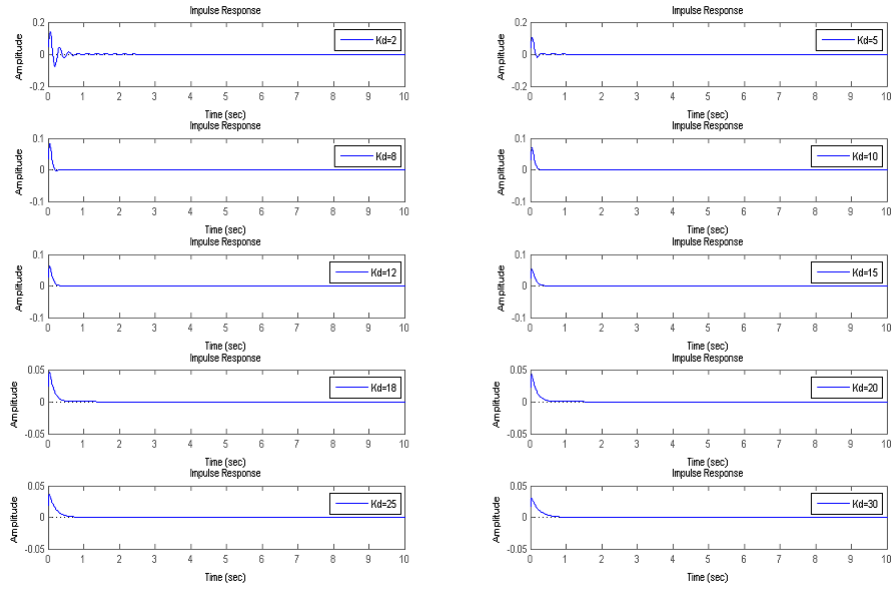 Impulse Response
Amplitude
0.2
0
-0.2
Kd=2
0 1 2 3 4 5 6 7 8 9 10
Time (sec)
Impulse Response
Amplitude
0.2
0
-0.2
Kd=5
0 1 2 3 4 5 6 7 8 9 10
Time (sec)
Impulse Response
Amplitude
0.1
0
-0.1
Kd=8
0 1 2 3 4 5 6 7 8 9 10
Time (sec)
Impulse Response
Amplitude
0.1
0
-0.1
Kd=10
0 1 2 3 4 5 6 7 8 9 10
Time (sec)
Impulse Response
Amplitude
0.1
0
-0.1
Kd=12
0 1 2 3 4 5 6 7 8 9 10
Time (sec)
Impulse Response
Amplitude
0.1
0
-0.1
Kd=15
0 1 2 3 4 5 6 7 8 9 10
Time (sec)
Impulse Response
Amplitude
0.05
0
-0.05
Kd=18
0 1 2 3 4 5 6 7 8 9 10
Time (sec)
Impulse Response
Amplitude
0.05
0
-0.05
Kd=20
0 1 2 3 4 5 6 7 8 9 10
Time (sec)
Impulse Response
Amplitude
0.05
0
-0.05
Kd=25
0 1 2 3 4 5 6 7 8 9 10
Time (sec)
Impulse Response
Amplitude
0.05
0
-0.05
Kd=30
0 1 2 3 4 5 6 7 8 9 10
Time (sec)